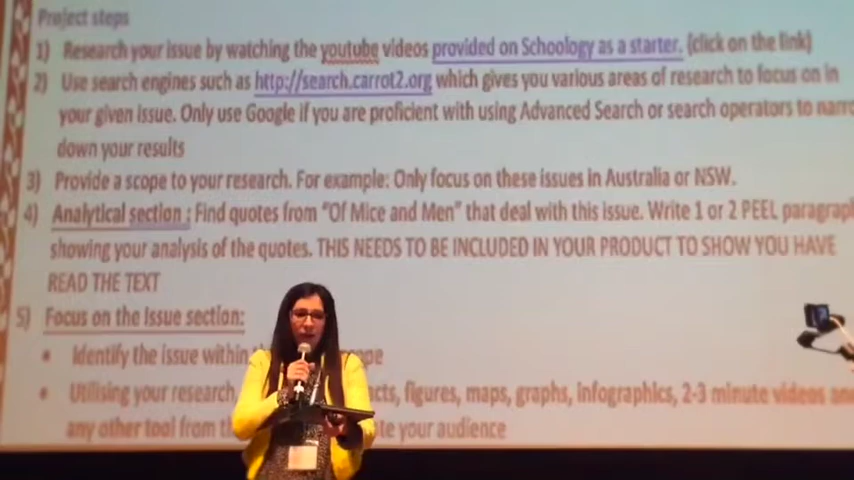 Project steps
1) Research your Issue by watching the youtube videos provided on Schoology as a starter. (click on the link)
2) Use search engines such as http://search.carrot2.org which gives you various areas of research to focus on in
your given issue. Only use Google if you are proficient with using Advanced Search or search operators to
down your results
3) Provide a scope to your research. For example: Only focus on these issues in Australia or NSW.
4) Analytical section : Find quotes from "Of Mice and Men" that deal with this issue. Write 1 or 2 PEEL
showing your analysis of the quotes. THIS NEEDS TO BE INCLUDED IN YOUR PRODUCT TO SHOW YOU HAVE
READ THE TEXT
5) Focus on the Issue section:
• Identify the issue within
• Utilising your research, figures, maps, graphs, infographics, 2-3 minute videos and
any other tool from your audience